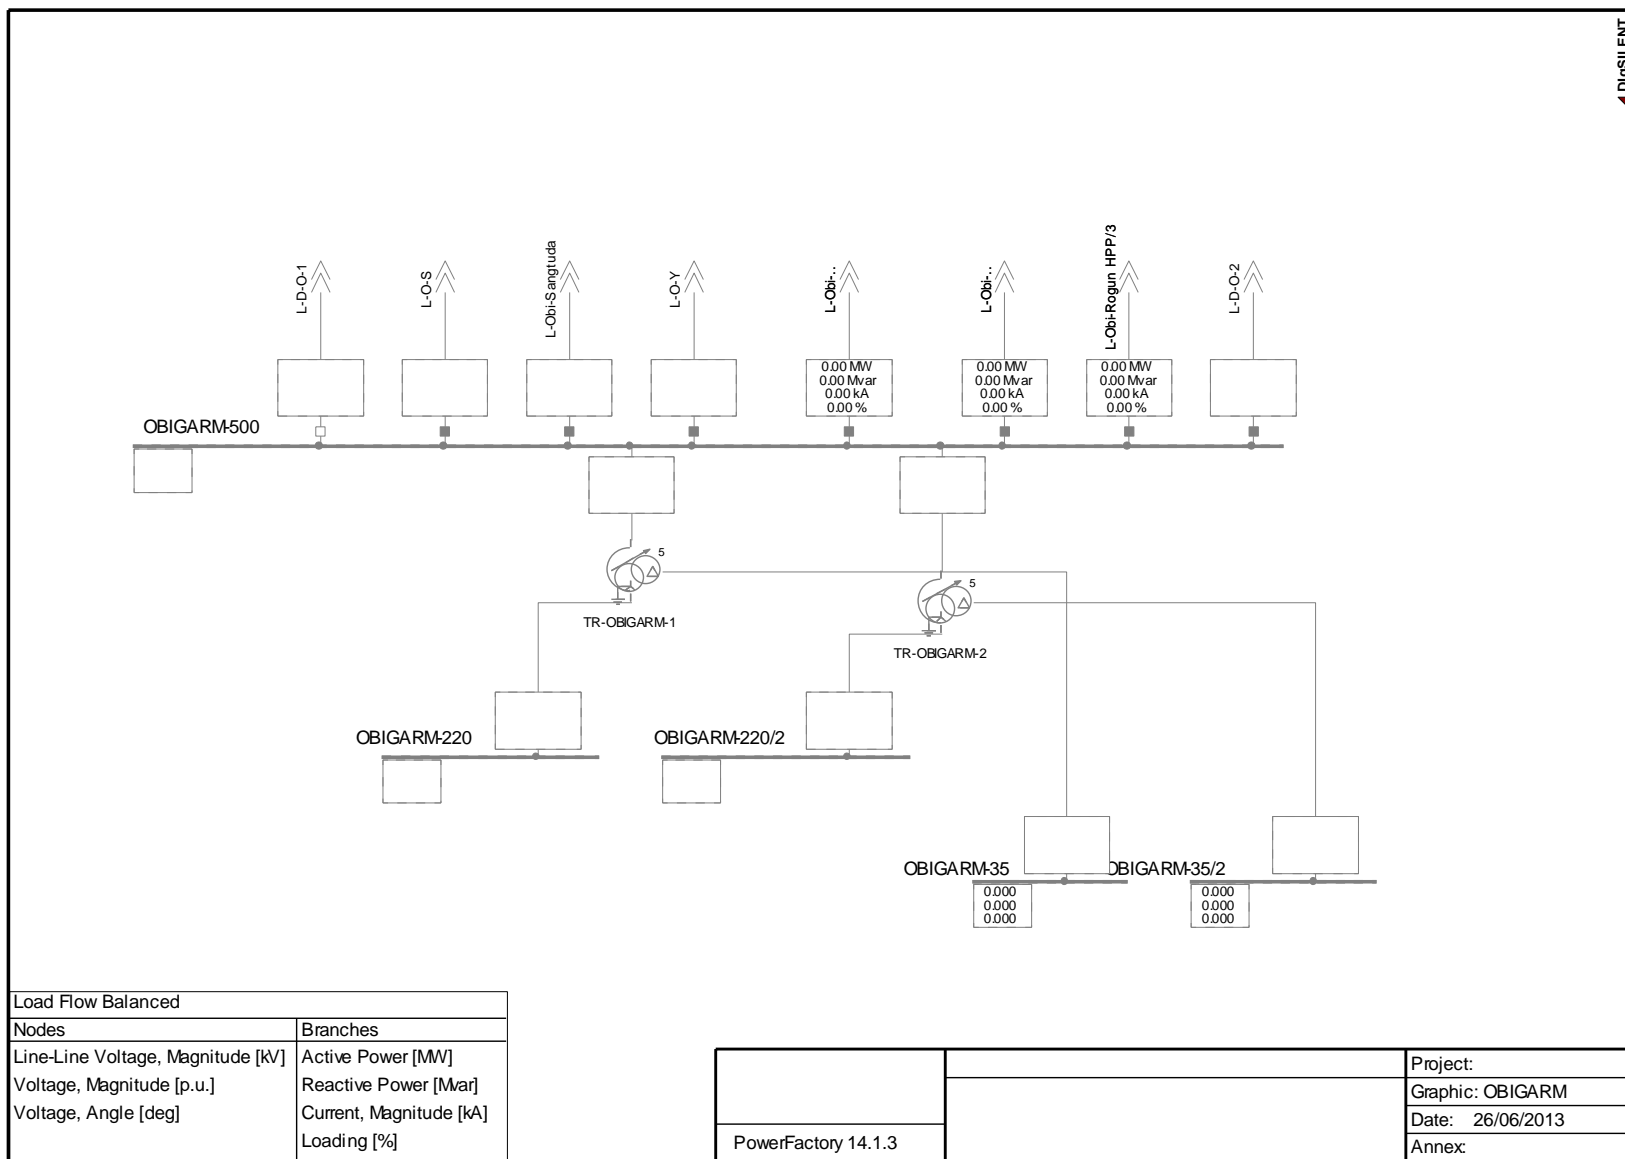 DIgSILENT
L-D-O-1
L-O-S
L-Obi-Sangtuda
L-O-Y
L-Obi-..
L-Obi-..
L-Obi-Rogun HPP/3
L-D-O-2
0.00 MW
0.00 Mvar
0.00 kA
0.00 %
0.00 MW
0.00 Mvar
0.00 kA
0.00 %
0.00 MW
0.00 Mvar
0.00 kA
0.00 %
OBIGARM-500
5
TR-OBIGARM-1
5
TR-OBIGARM-2
OBIGARM-220
OBIGARM-220/2
OBIGARM-35
OBIGARM-35/2
0.000
0.000
0.000
0.000
0.000
0.000
Load Flow Balanced
Nodes
Branches
Line-Line Voltage, Magnitude [kV]
Active Power [MW]
Voltage, Magnitude [p.u.]
Reactive Power [Mvar]
Voltage, Angle [deg]
Current, Magnitude [kA]
Loading [%]
PowerFactory 14.1.3
Project:
Graphic: OBIGARM
Date: 26/06/2013
Annex: